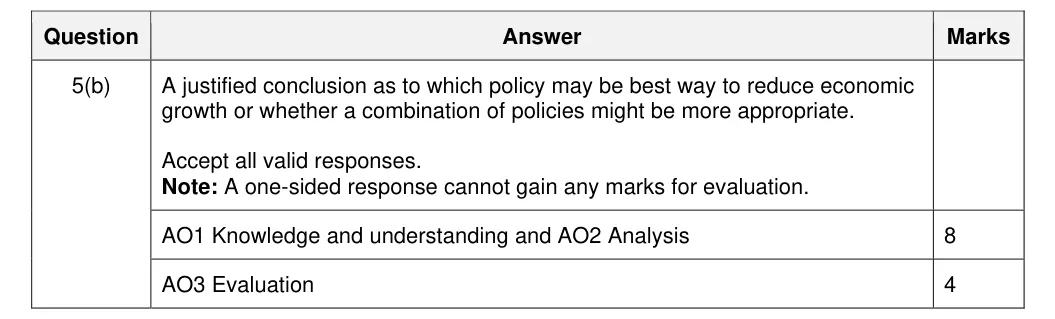 Question Answer Marks
5(b) A justified conclusion as to which policy may be best way to reduce economic
growth or whether a combination of policies might be more appropriate.
Accept all valid responses.
Note: A one-sided response cannot gain any marks for evaluation.
AO1 Knowledge and understanding and AO2 Analysis 8
AO3 Evaluation 4